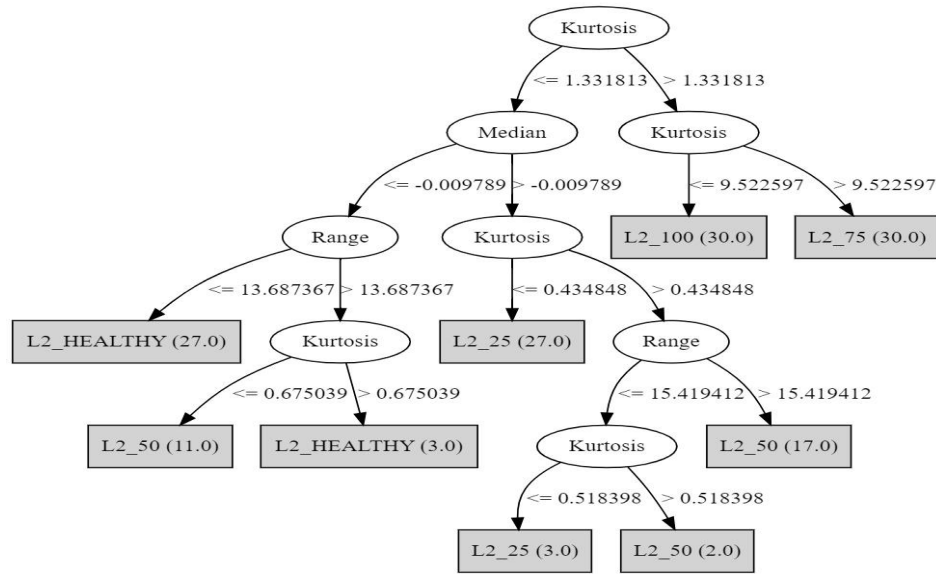 Kurtosis
<= 1.331813 > 1.331813
Median Kurtosis
<= -0.009789 > -0.009789 <= 9.522597 > 9.522597
Range Kurtosis L2_100 (30.0) L2_75 (30.0)
<= 13.687367 > 13.687367 <= 0.434848 > 0.434848
L2_HEALTHY (27.0) Kurtosis L2_25 (27.0) Range
<= 0.675039 > 0.675039 <= 15.419412 > 15.419412
L2_50 (11.0) L2_HEALTHY (3.0) Kurtosis L2_50 (17.0)
<= 0.518398 > 0.518398
L2_25 (3.0) L2_50 (2.0)